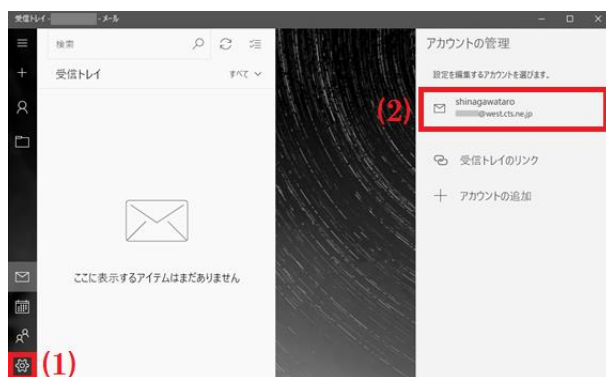 受信トレイ - - メール
検索
受信トレイ
すべて
ここに表示するアイテムはまだありません
(1)
アカウントの管理
設定を編集するアカウントを選びます。
(2)
shinagawataro
@west.cts.ne.jp
受信トレイのリンク
アカウントの追加